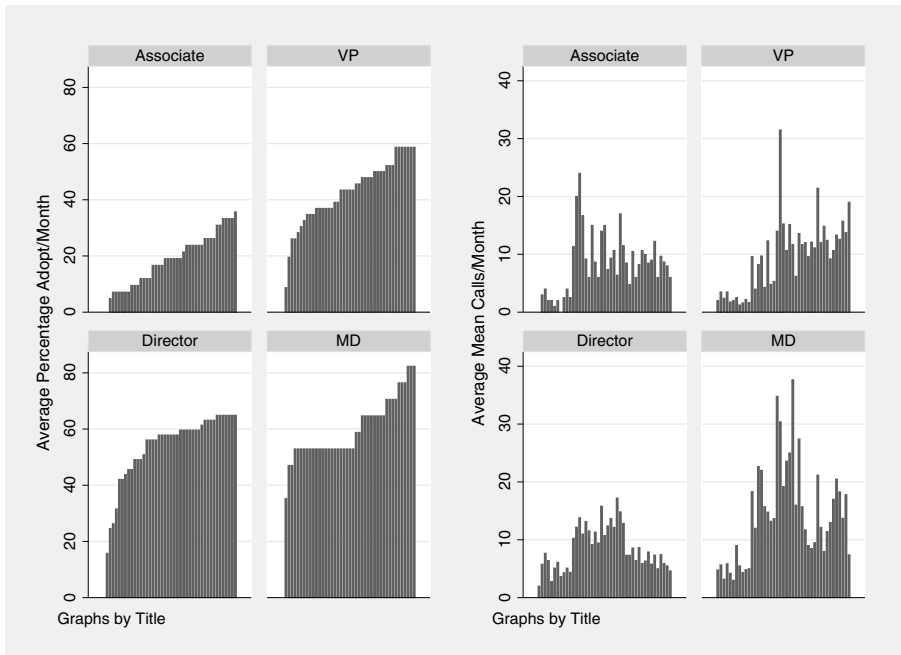 Average Percentage Adopt/Month
Associate
VP
80
60
40
20
0
Director
MD
80
60
40
20
0
Graphs by Title
Average Mean Calls/Month
Associate
VP
40
30
20
10
0
Director
MD
40
30
20
10
0
Graphs by Title